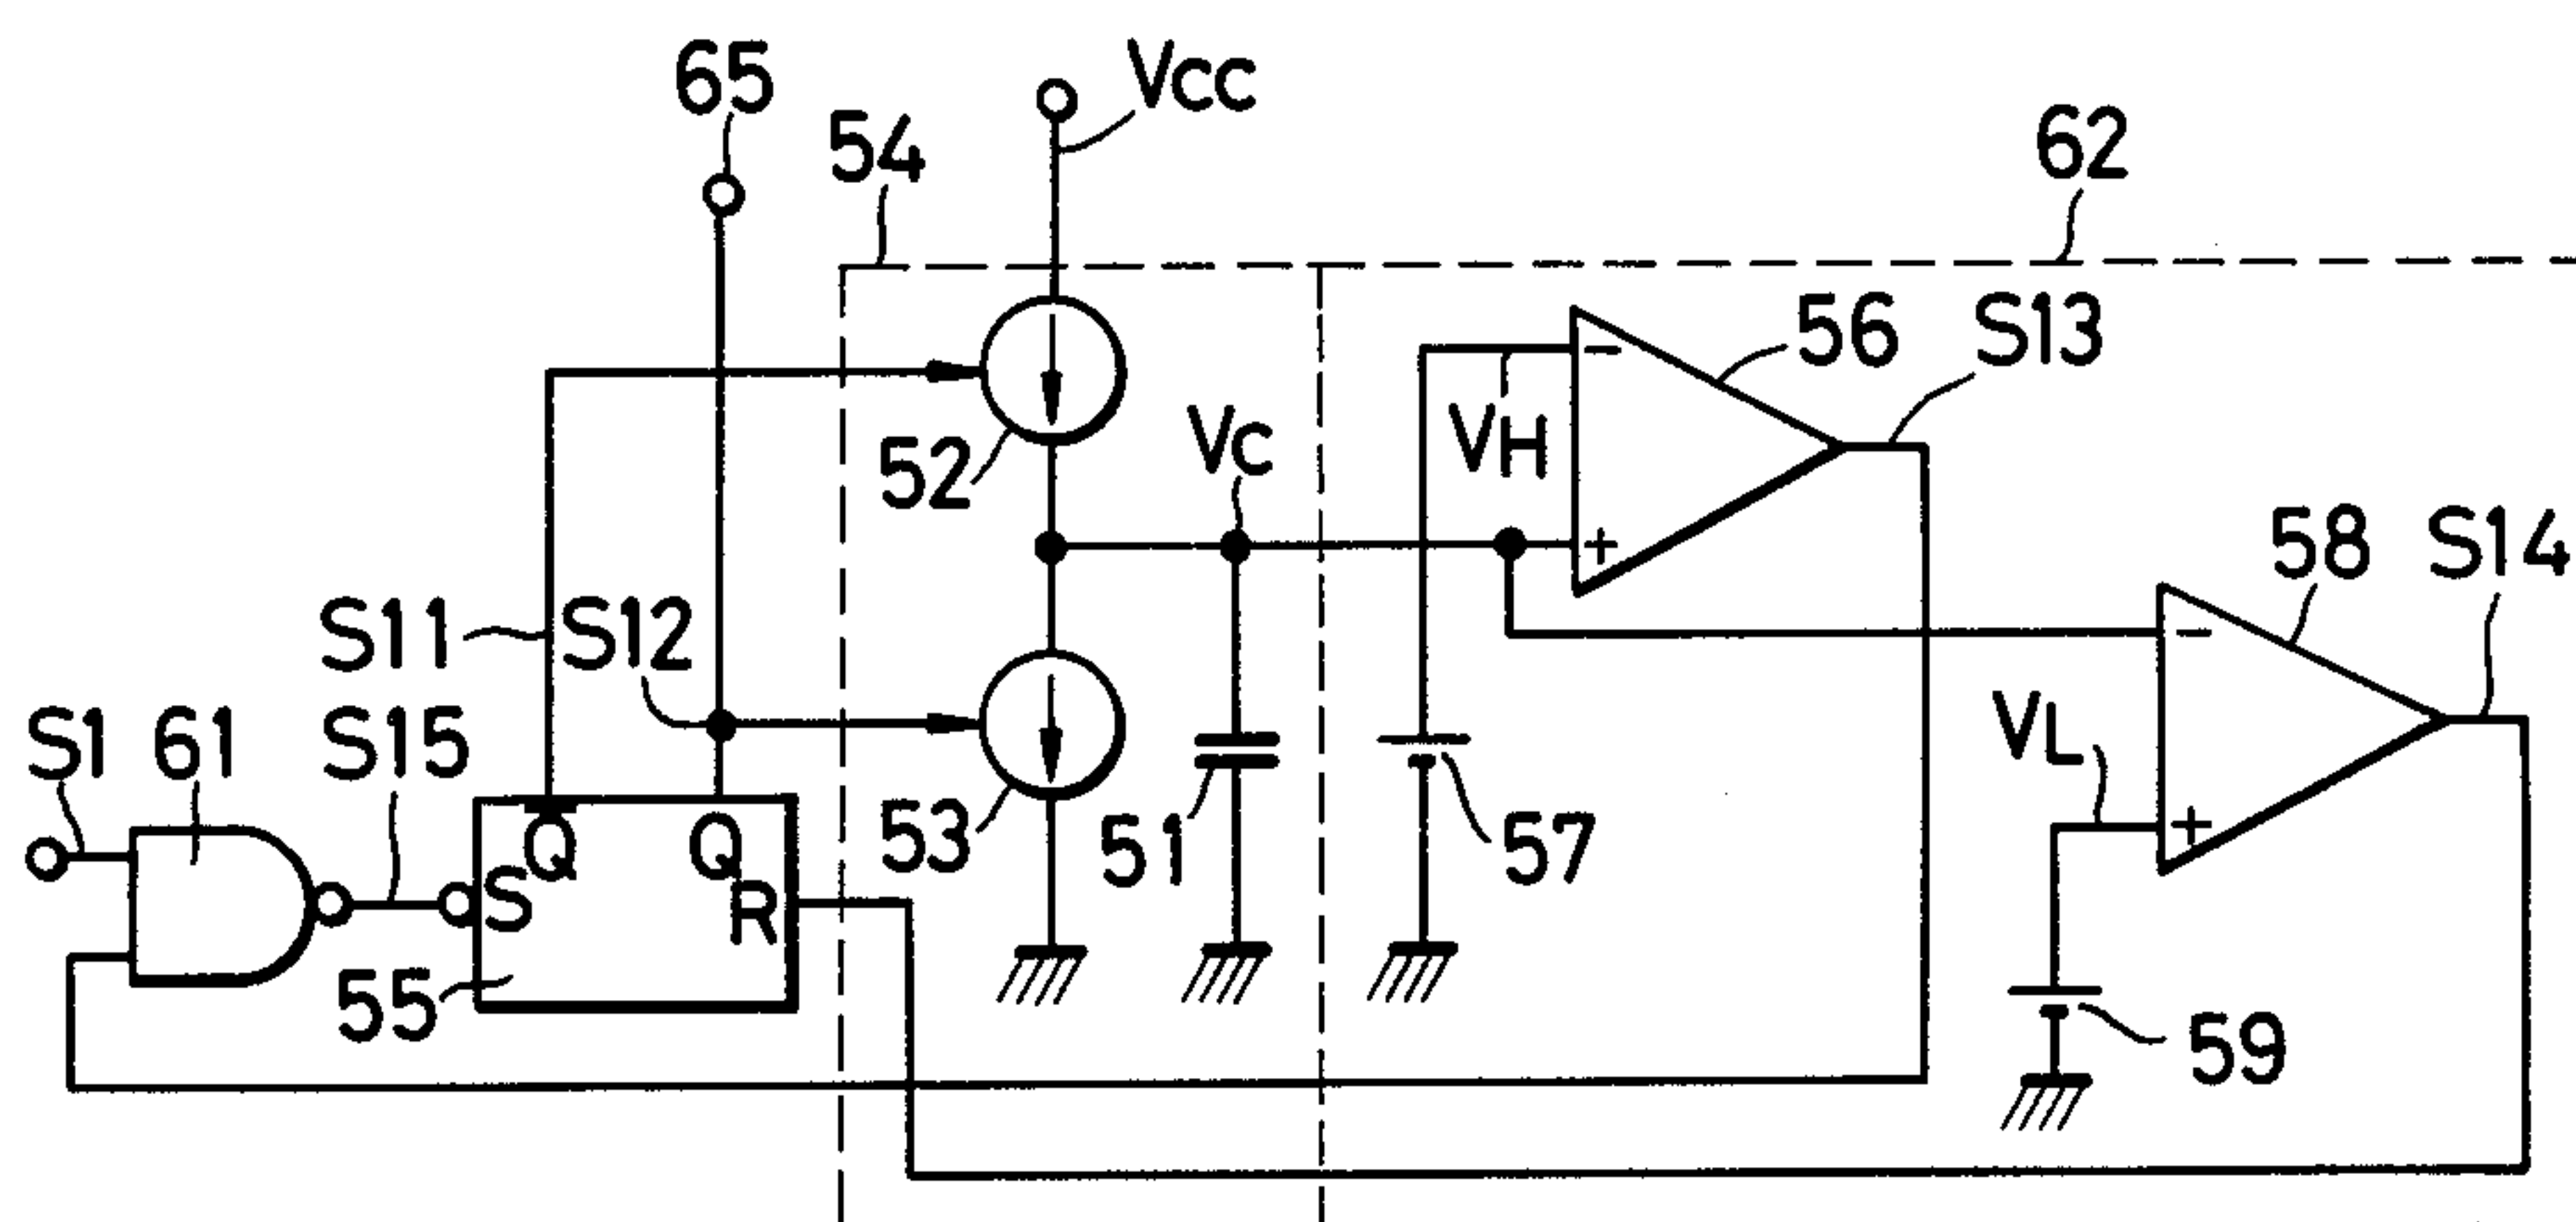 65
VCC
54
62
56
S13
52
VC
VH
58
S14
S11
S12
S1
61
S15
53
51
57
VL
59
55
S
Q̅
Q
R
−
+
−
+